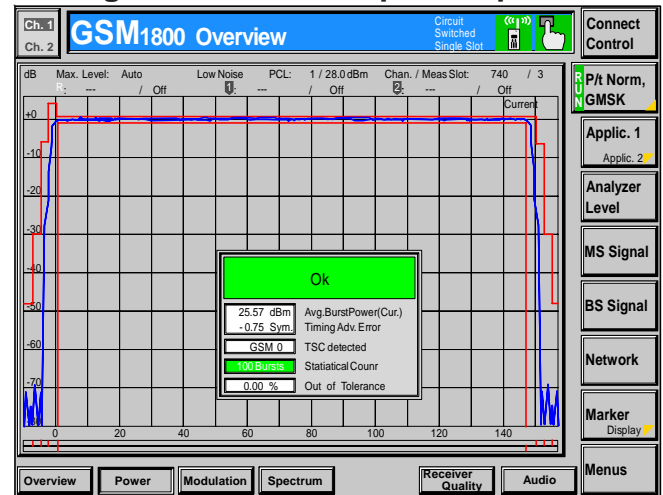 Ch. 1
Ch. 2
GSM1800 Overview
Circuit
Switched
Single Slot
Connect
Control
dB Max. Level: Auto Low Noise PCL: 1 / 28.0 dBm Chan. / Meas Slot: 740 / 3
R: --- / Off 1: --- / Off 2: --- / Off
Current
RUN
P/t Norm,
GMSK
Applic. 1
Applic. 2
Analyzer
Level
MS Signal
BS Signal
Network
Marker
Display
Menus
+0
-10
-20
-30
-40
-50
-60
-70
Ok
25.57 dBm Avg.BurstPower(Cur.)
- 0.75 Sym. Timing Adv. Error
GSM 0 TSC detected
100 Bursts Statiatical Counr
0.00 % Out of Tolerance
0 20 40 60 80 100 120 140
Overview
Power
Modulation
Spectrum
Receiver
Quality
Audio